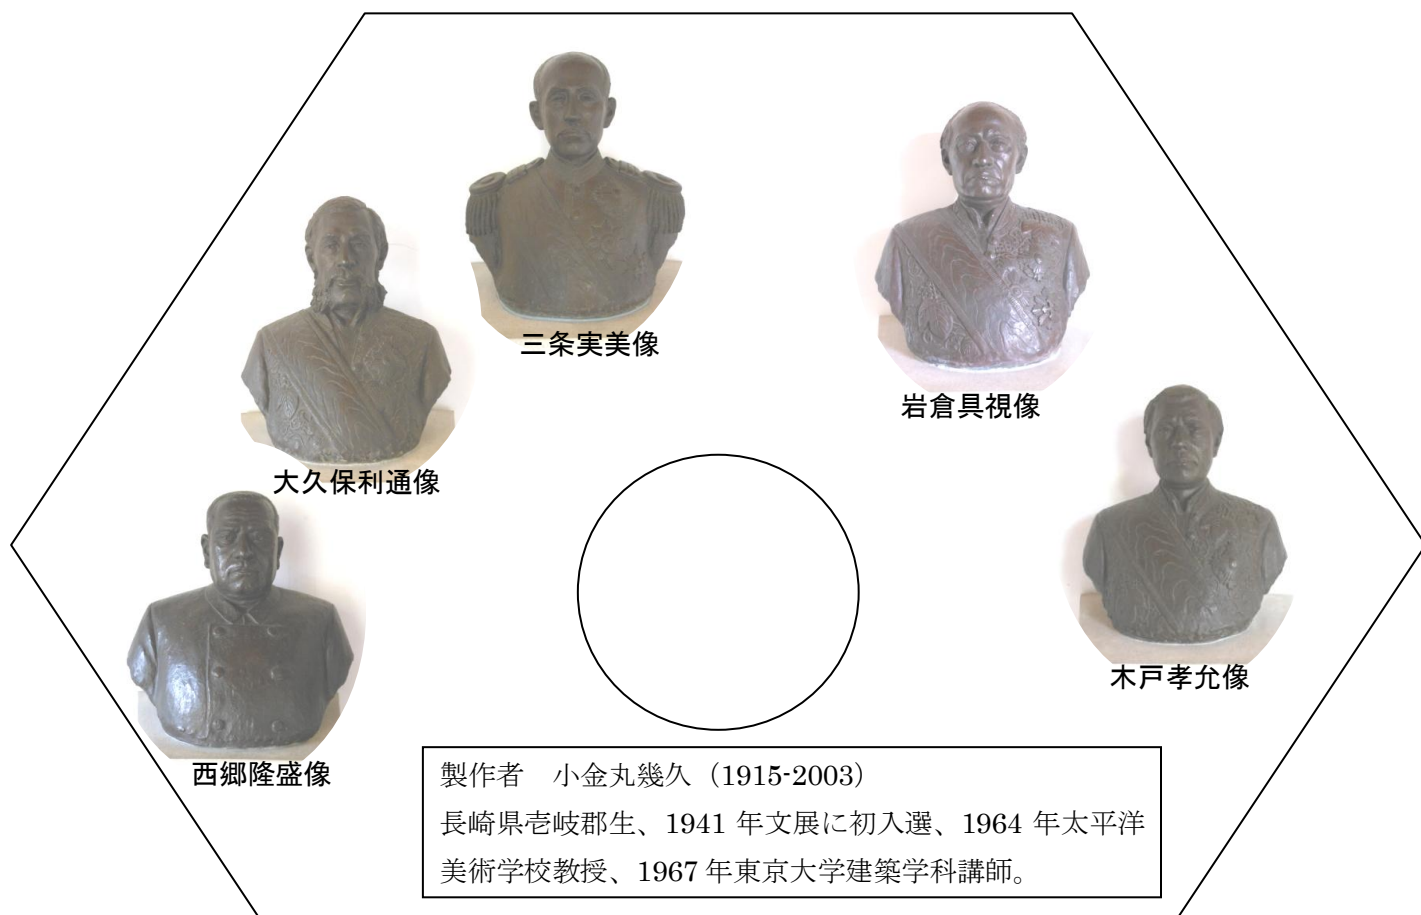 三条実美像
岩倉具視像
大久保利通像
木戸孝允像
西郷隆盛像
製作者　小金丸幾久（1915-2003）
長崎県壱岐郡生、1941 年文展に初入選、1964 年太平洋
美術学校教授、1967 年東京大学建築学科講師。